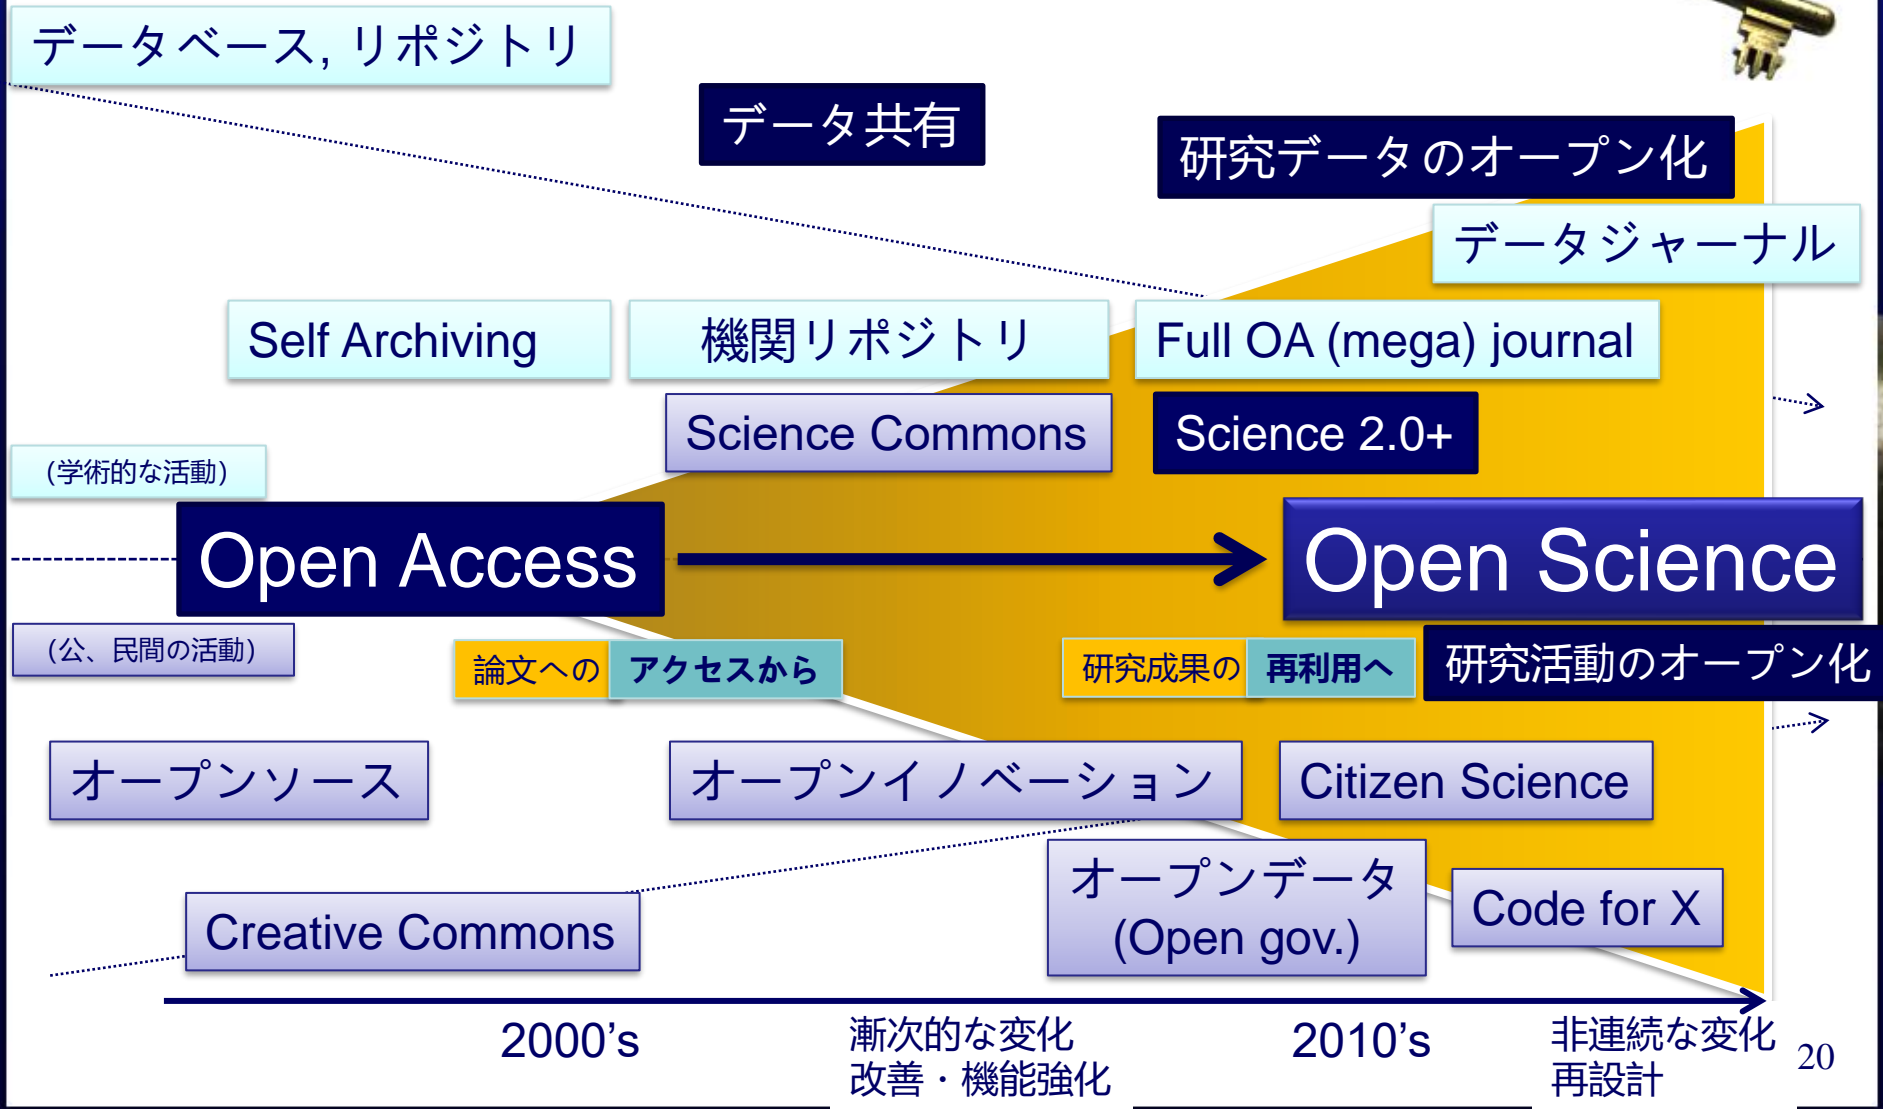 データベース, リポジトリ
データ共有
研究データのオープン化
データジャーナル
Self Archiving
機関リポジトリ
Full OA (mega) journal
Science Commons
Science 2.0+
(学術的な活動)
Open Access
Open Science
(公、民間の活動)
論文への アクセスから
研究成果の 再利用へ
研究活動のオープン化
オープンソース
オープンイノベーション
Citizen Science
オープンデータ
(Open gov.)
Code for X
Creative Commons
2000's
漸次的な変化
改善・機能強化
2010's
非連続な変化
再設計
20